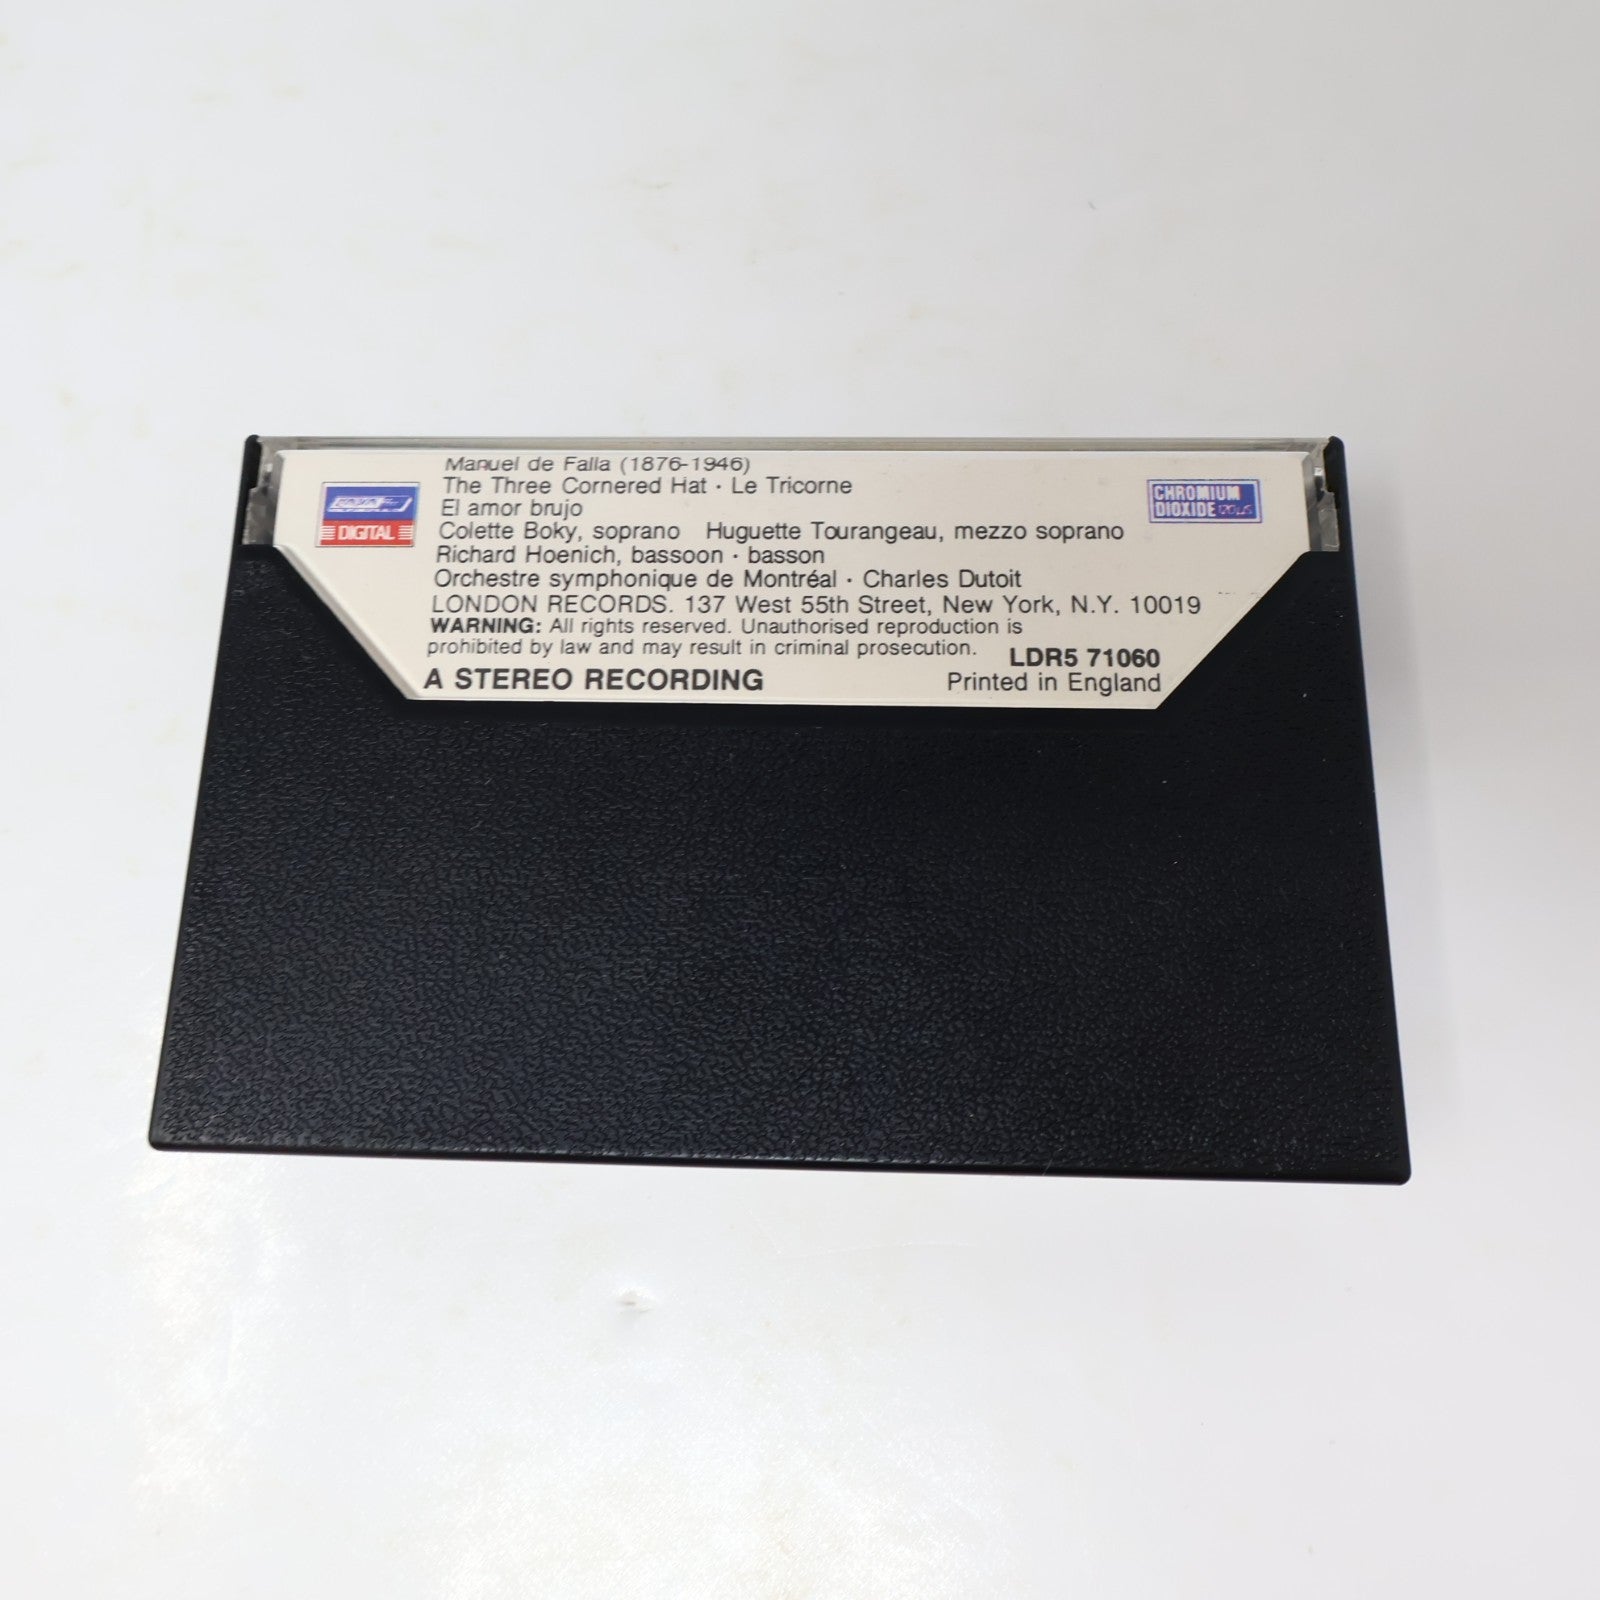 Manuel de Falla (1876-1946)
The Three Cornered Hat · Le Tricorne
El amor brujo
Colette Boky, soprano Huguette Tourangeau, mezzo soprano
Richard Hoenich, bassoon · basson
Orchestre symphonique de Montréal · Charles Dutoit
LONDON RECORDS. 137 West 55th Street, New York, N.Y. 10019
WARNING: All rights reserved. Unauthorised reproduction is
prohibited by law and may result in criminal prosecution.
LDR5 71060
A STEREO RECORDING
Printed in England
DIGITAL
CHROMIUM
DIOXIDE